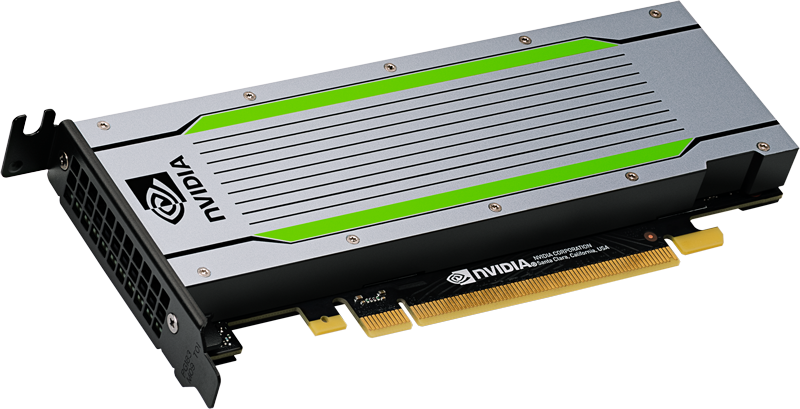 NVIDIA
NVIDIA
NVIDIA CORPORATION
Santa Clara, California, USA